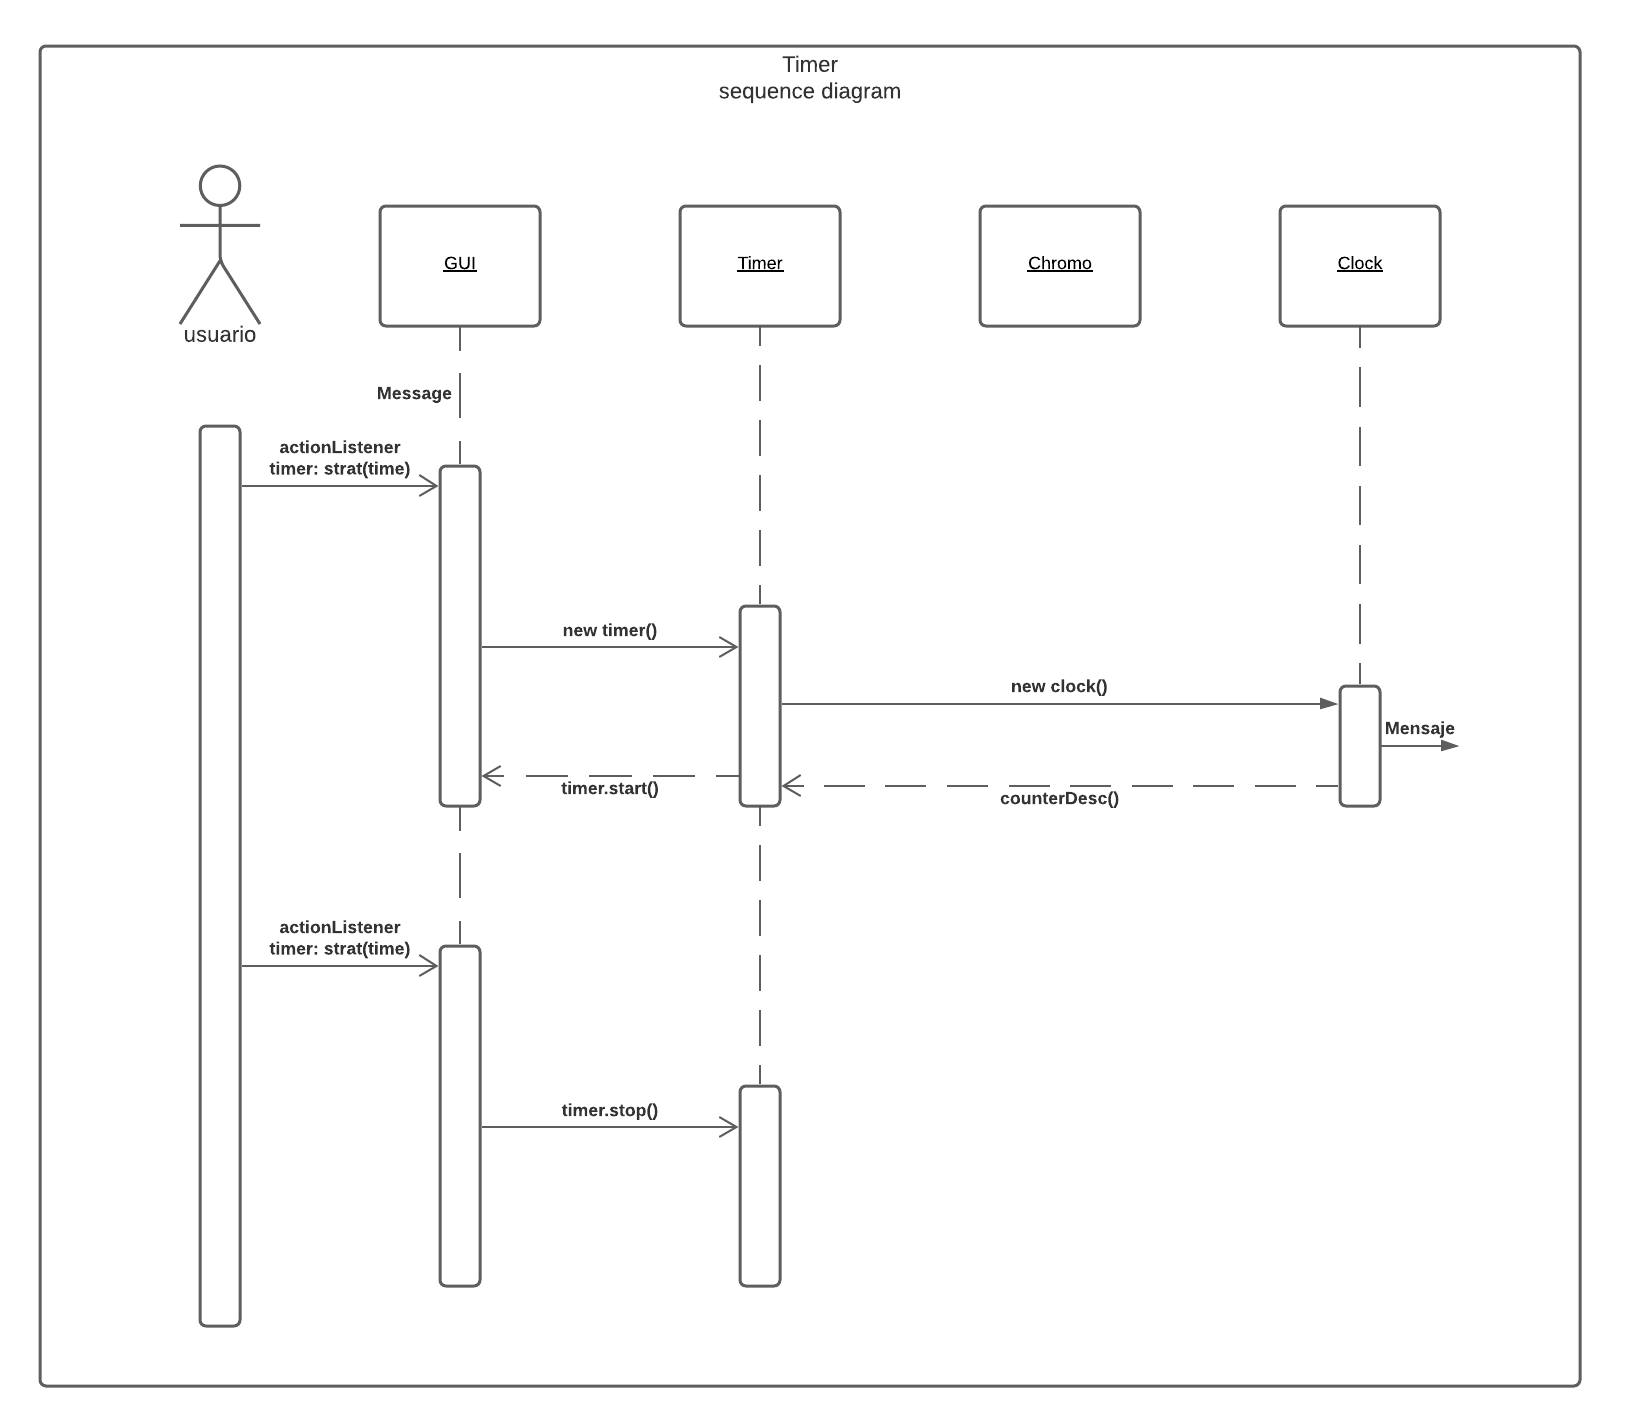 Timer
sequence diagram
usuario
GUI
Timer
Chromo
Clock
Message
actionListener
timer: strat(time)
new timer()
new clock()
Mensaje
timer.start()
counterDesc()
actionListener
timer: strat(time)
timer.stop()